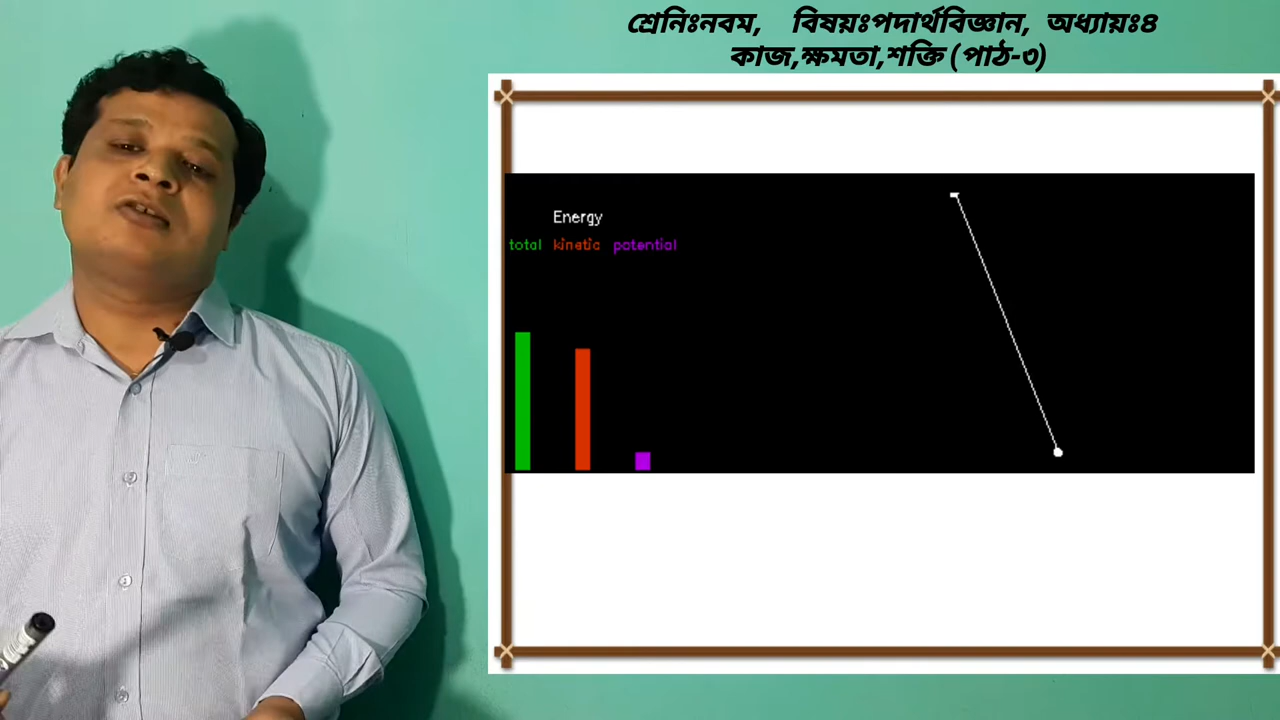 শ্রেনিঃনবম, বিষয়ঃপদার্থবিজ্ঞান, অধ্যায়ঃ৪
কাজ,ক্ষমতা,শক্তি (পাঠ-৩)
Energy
total kinetic potential